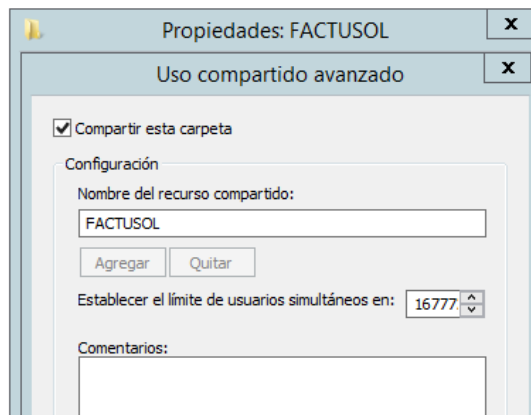 Propiedades: FACTUSOL
x
Uso compartido avanzado
x
Compartir esta carpeta
Configuración
Nombre del recurso compartido:
FACTUSOL
Agregar
Quitar
Establecer el límite de usuarios simultáneos en:
16777
Comentarios: